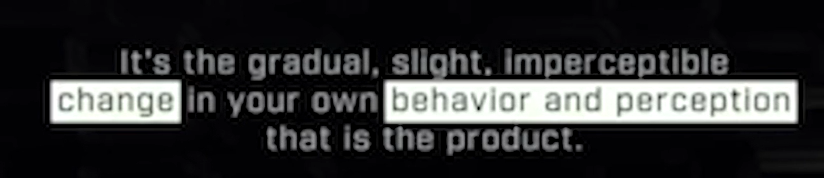 It's the gradual, slight, imperceptible
change in your own behavior and perception
that is the product.